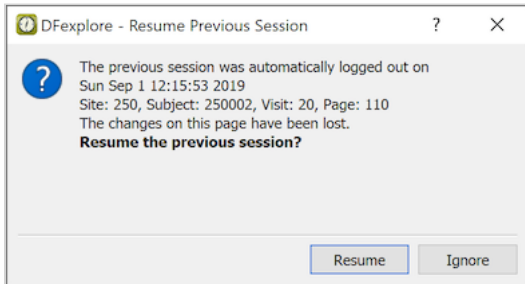 DFexplore - Resume Previous Session
?
The previous session was automatically logged out on
Sun Sep 1 12:15:53 2019
Site: 250, Subject: 250002, Visit: 20, Page: 110
The changes on this page have been lost.
Resume the previous session?
Resume
Ignore